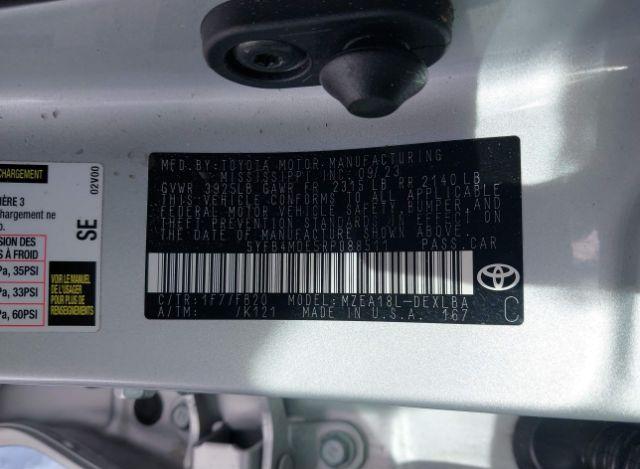 MFD. BY: TOYOTA MOTOR MANUFACTURING
MISSISSIPPI, INC. 09/23
GVWR 3925LB GAWR FR 2315 LB RR 2140 LB
THIS VEHICLE CONFORMS TO ALL APPLICABLE
FEDERAL MOTOR VEHICLE SAFETY, BUMPER, AND
THEFT PREVENTION STANDARDS IN EFFECT ON
THE DATE OF MANUFACTURE SHOWN ABOVE.
5YFB4MDE5RP088511 PASS.CAR
C/TR: 1F7/FB20 MODEL: MZEA18L-DEXLBA
A/TM: /K121 MADE IN U.S.A. 167
C
CHARGEMENT
02V00
SE
IÈRE 3
chargement ne
SION DES
À FROID
Pa, 35PSI
Pa, 33PSI
Pa, 60PSI
VOIR LE MANUEL
DE L'USAGER
POUR PLUS DE
RENSEIGNEMENTS